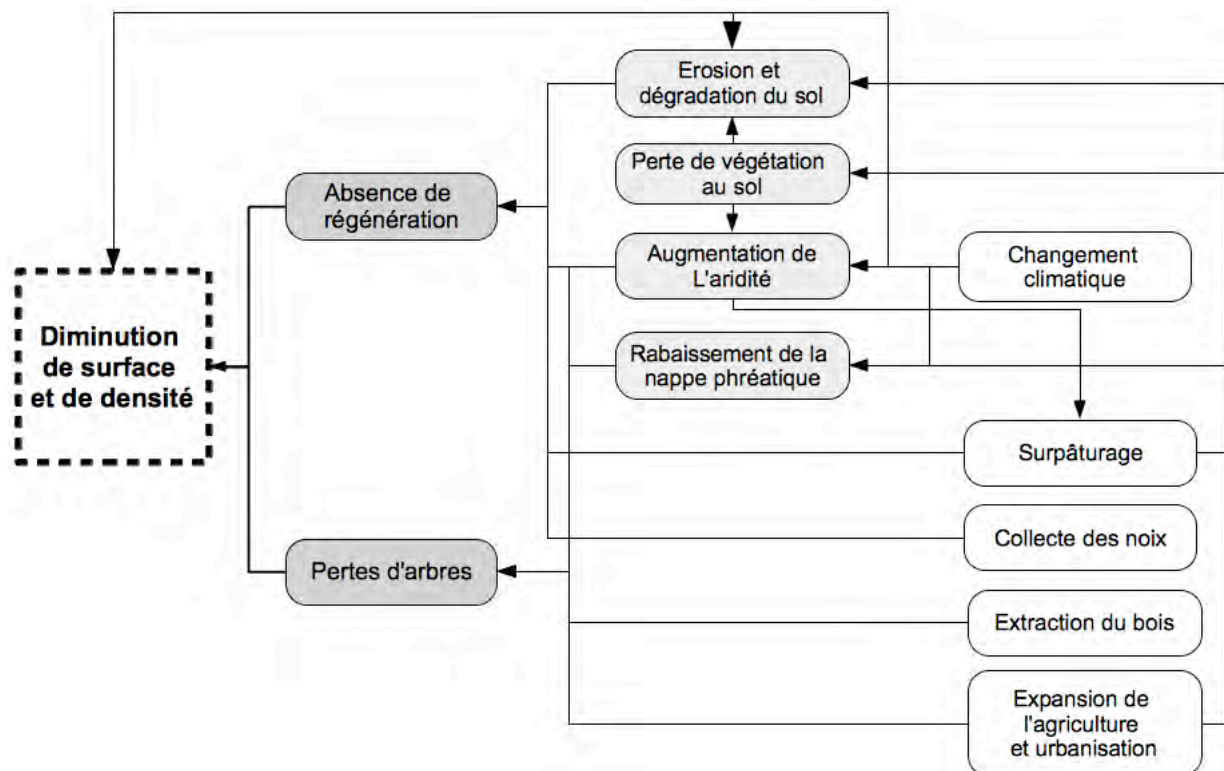 Erosion et
dégradation du sol
Perte de végétation
au sol
Absence de
régénération
Augmentation de
L'aridité
Changement
climatique
Diminution
de surface
et de densité
Rabaissement de la
nappe phréatique
Surpâturage
Collecte des noix
Pertes d'arbres
Extraction du bois
Expansion de
l'agriculture
et urbanisation